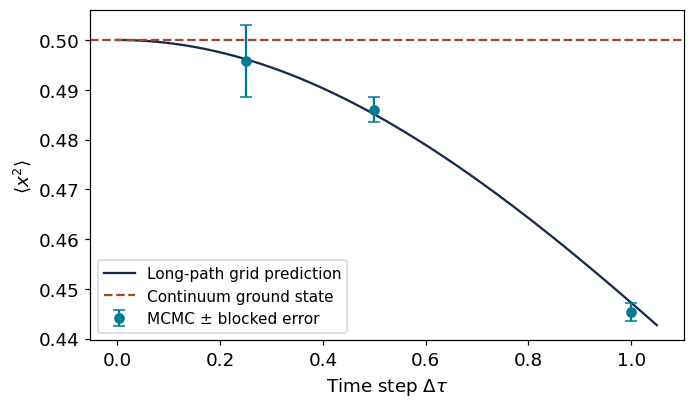 0.50
0.49
0.48
0.47
0.46
0.45
0.44
⟨x²⟩
Long-path grid prediction
Continuum ground state
MCMC ± blocked error
0.0 0.2 0.4 0.6 0.8 1.0
Time step Δτ